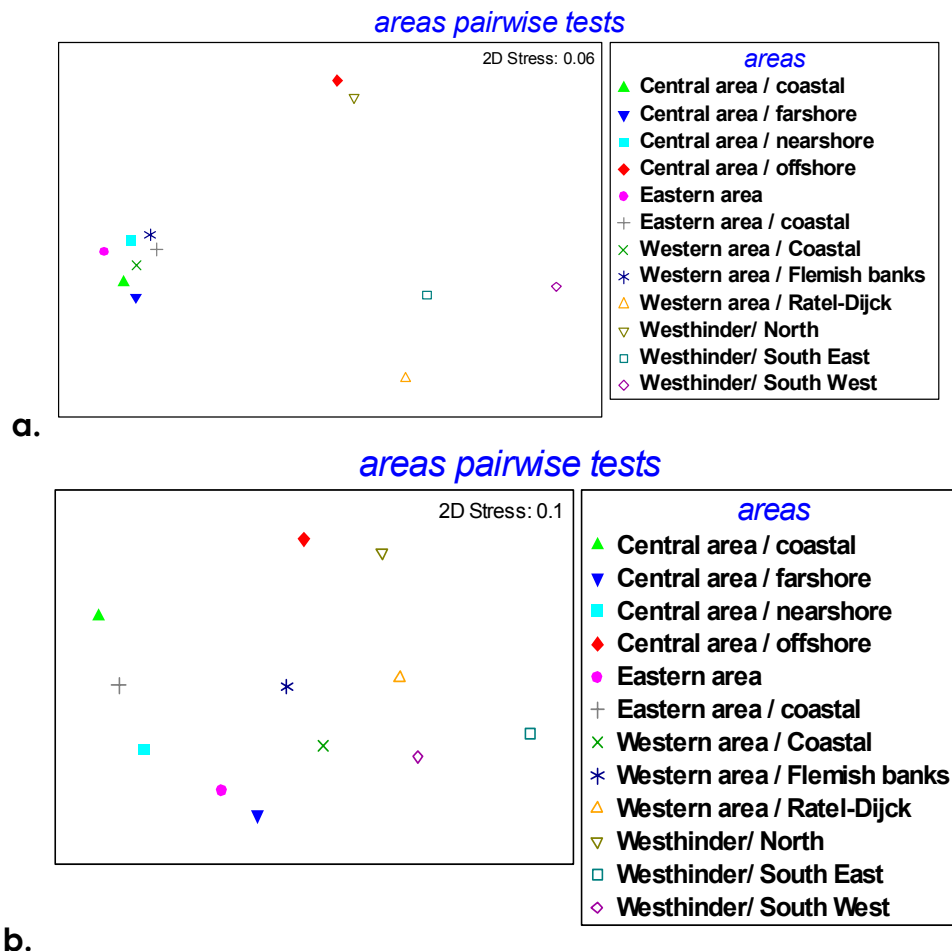 areas pairwise tests
2D Stress: 0.06
areas
Central area / coastal
Central area / farshore
Central area / nearshore
Central area / offshore
Eastern area
Eastern area / coastal
Western area / Coastal
Western area / Flemish banks
Western area / Ratel-Dijck
Westhinder/ North
Westhinder/ South East
Westhinder/ South West
a.
areas pairwise tests
2D Stress: 0.1
areas
Central area / coastal
Central area / farshore
Central area / nearshore
Central area / offshore
Eastern area
Eastern area / coastal
Western area / Coastal
Western area / Flemish banks
Western area / Ratel-Dijck
Westhinder/ North
Westhinder/ South East
Westhinder/ South West
b.